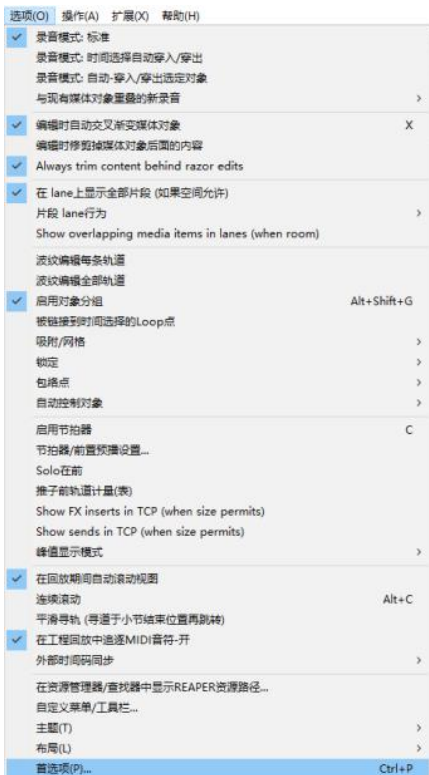 选项(O) 操作(A) 扩展(X) 帮助(H)
录音模式: 标准
录音模式: 时间选择自动穿入/穿出
录音模式: 自动-穿入/穿出选定对象
与现有媒体对象重叠的新录音
编辑时自动交叉渐变媒体对象 X
编辑时修剪掉媒体对象后面的内容
Always trim content behind razor edits
在 lane上显示全部片段 (如果空间允许)
片段 lane行为
Show overlapping media items in lanes (when room)
波纹编辑每条轨道
波纹编辑全部轨道
启用对象分组 Alt+Shift+G
被链接到时间选择的Loop点
吸附/网格
锁定
包络点
自动控制对象
启用节拍器 C
节拍器/前置预播设置...
Solo在前
推子前轨道计量(表)
Show FX inserts in TCP (when size permits)
Show sends in TCP (when size permits)
峰值显示模式
在回放期间自动滚动视图
连续滚动 Alt+C
平滑寻轨 (寻道于小节结束位置再跳转)
在工程回放中追逐MIDI音符-开
外部时间码同步
在资源管理器/查找器中显示REAPER资源路径...
自定义菜单/工具栏...
主题(T)
布局(L)
首选项(P)... Ctrl+P